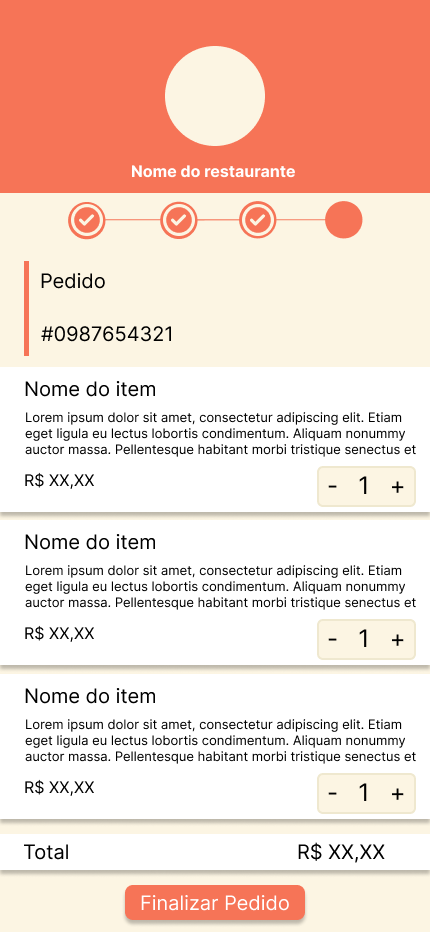 Nome do restaurante
Pedido
#0987654321
Nome do item
Lorem ipsum dolor sit amet, consectetur adipiscing elit. Etiam
eget ligula eu lectus lobortis condimentum. Aliquam nonummy
auctor massa. Pellentesque habitant morbi tristique senectus et
R$ XX,XX
- 1 +
Nome do item
Lorem ipsum dolor sit amet, consectetur adipiscing elit. Etiam
eget ligula eu lectus lobortis condimentum. Aliquam nonummy
auctor massa. Pellentesque habitant morbi tristique senectus et
R$ XX,XX
- 1 +
Nome do item
Lorem ipsum dolor sit amet, consectetur adipiscing elit. Etiam
eget ligula eu lectus lobortis condimentum. Aliquam nonummy
auctor massa. Pellentesque habitant morbi tristique senectus et
R$ XX,XX
- 1 +
Total R$ XX,XX
Finalizar Pedido